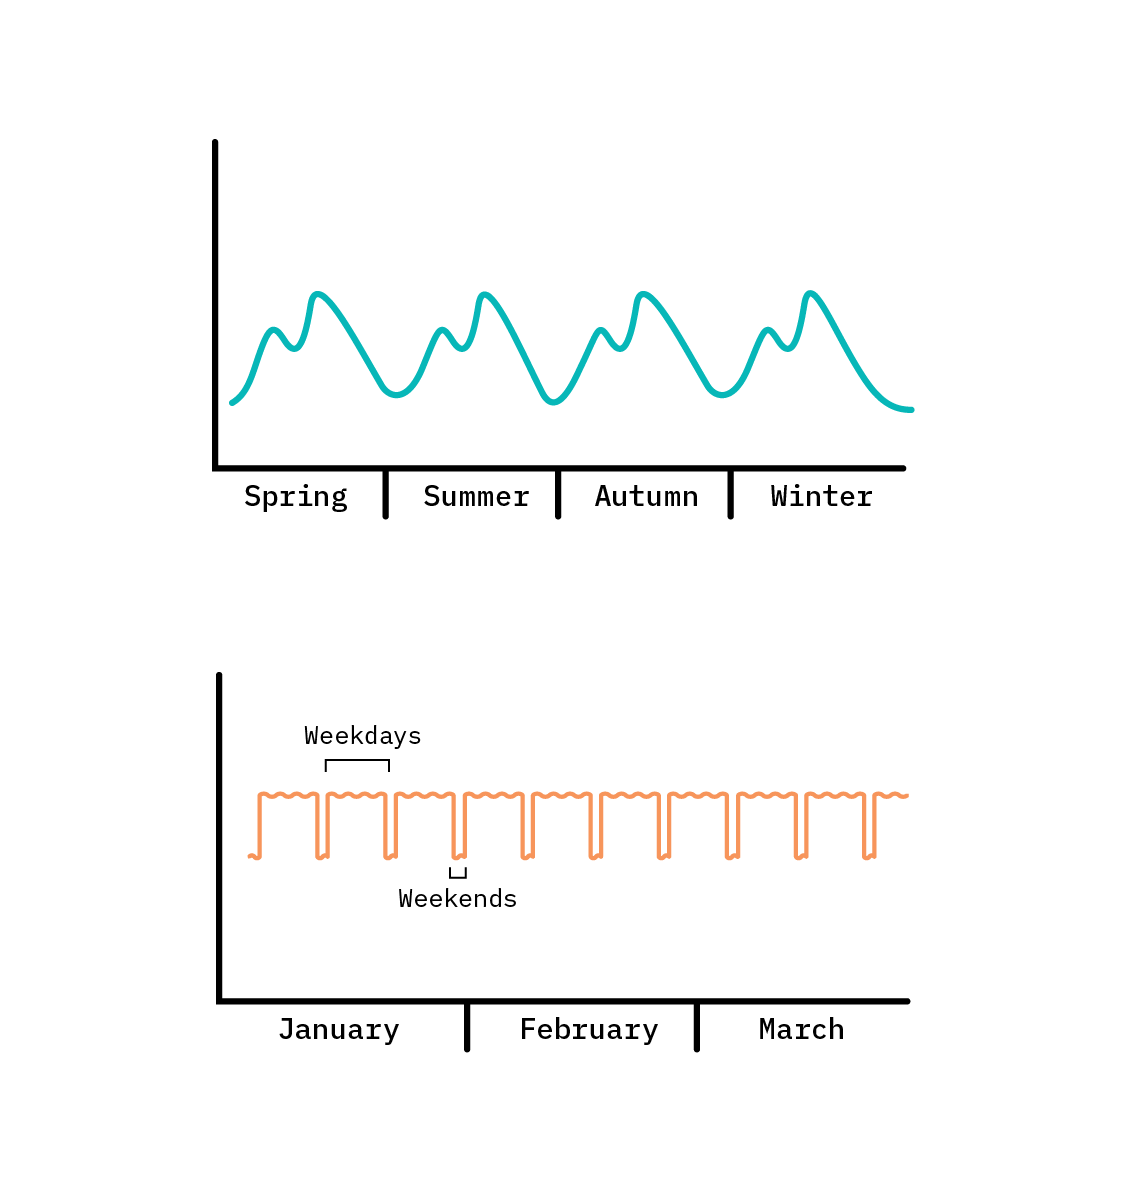 Spring Summer Autumn Winter
Weekdays
Weekends
January February March